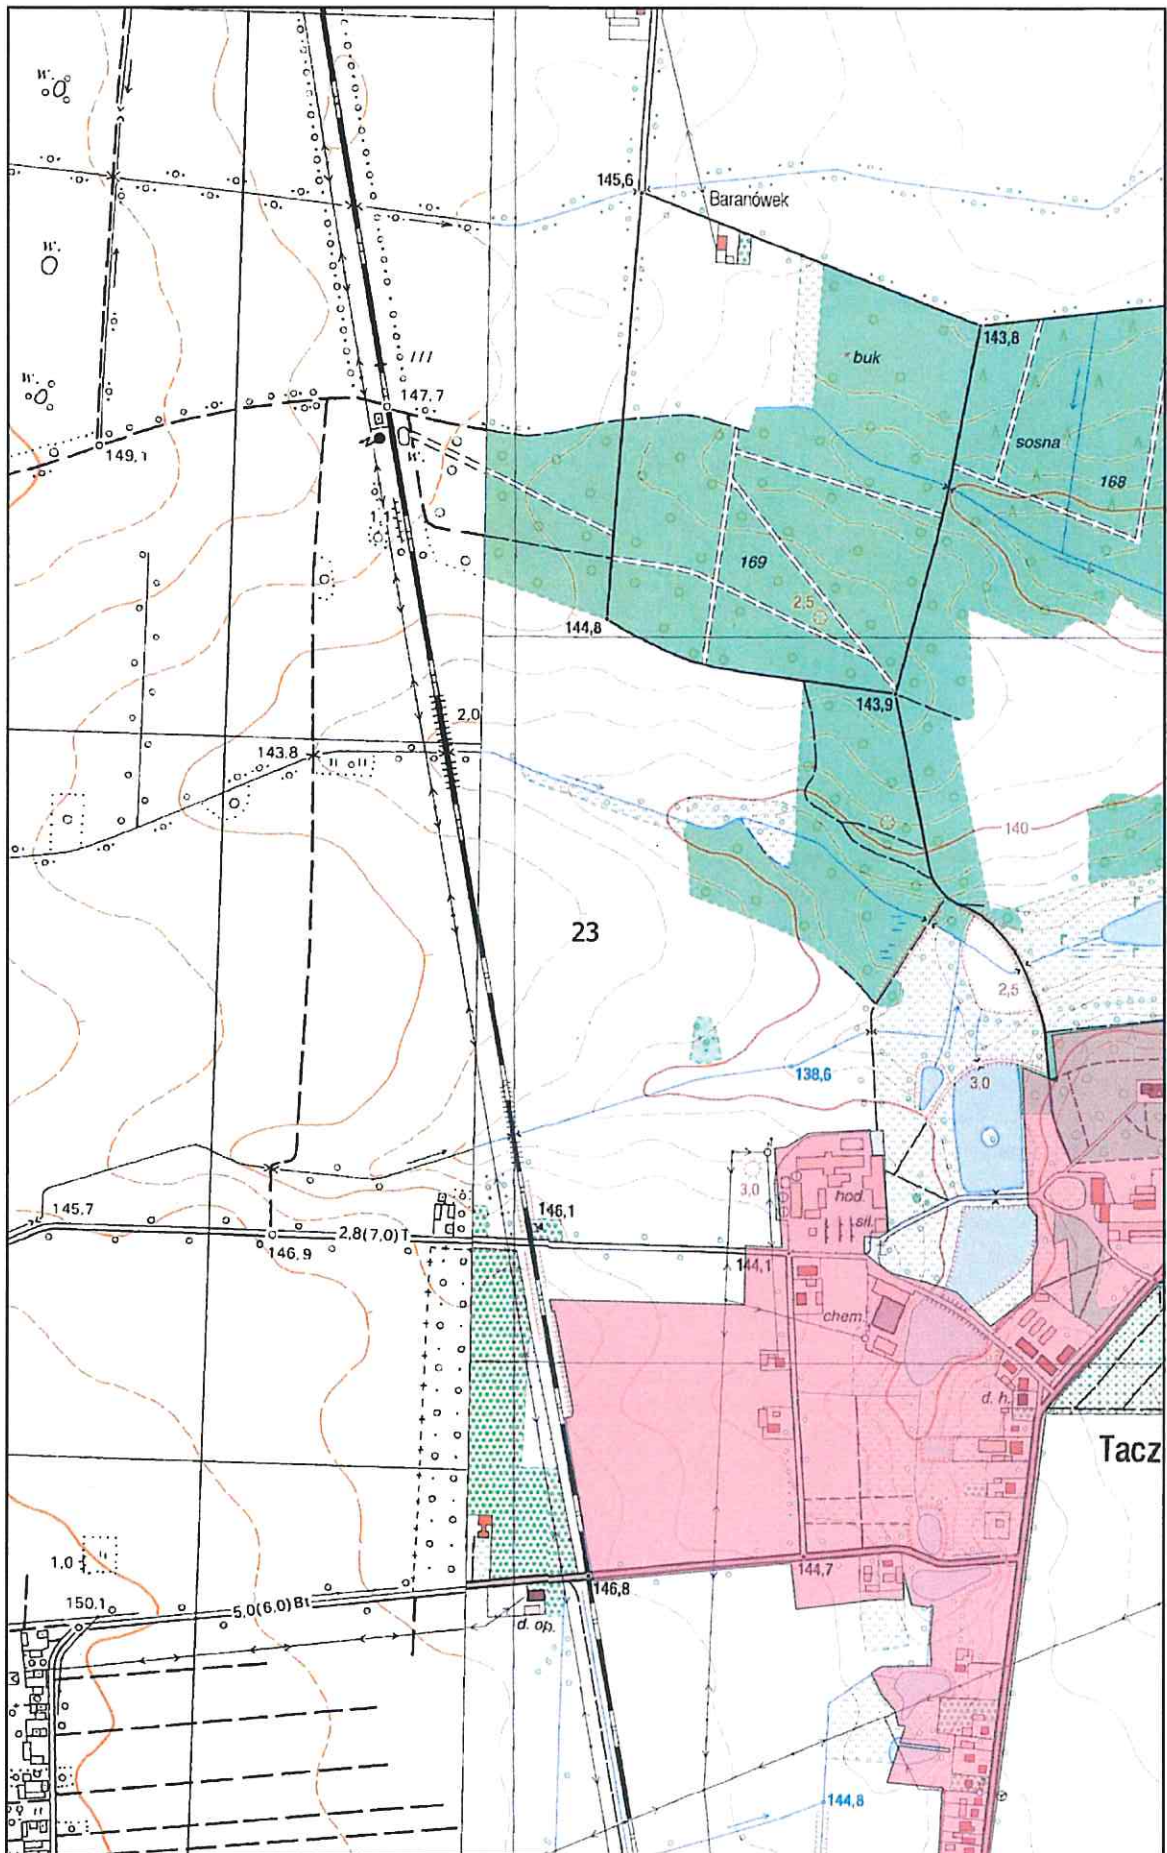 w.
145,6
Baranówek
w.
143,8
buk
147.7
w.
sosna
149,1
w.
168
1,1
169
2,5
144,8
143,9
2,0
143.8
140
23
2,5
138,6
3,0
3,0
hod.
sil.
145.7
146,1
2,8(7,0)T
146,9
144,1
chem.
d. h.
Tacz
1,0
144,7
146,8
150.1
5,0(6,0)Bt
d. op.
144,8